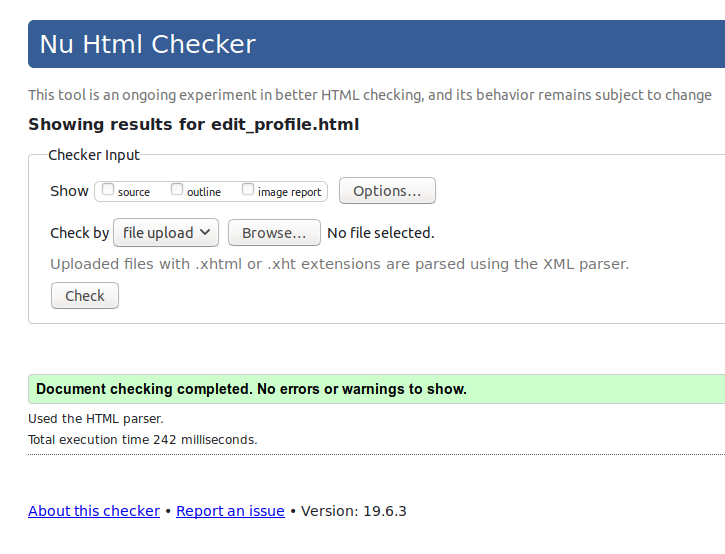 Nu Html Checker
This tool is an ongoing experiment in better HTML checking, and its behavior remains subject to change
Showing results for edit_profile.html
Checker Input
Show source outline image report Options...
Check by file upload Browse... No file selected.
Uploaded files with .xhtml or .xht extensions are parsed using the XML parser.
Check
Document checking completed. No errors or warnings to show.
Used the HTML parser.
Total execution time 242 milliseconds.
About this checker • Report an issue • Version: 19.6.3